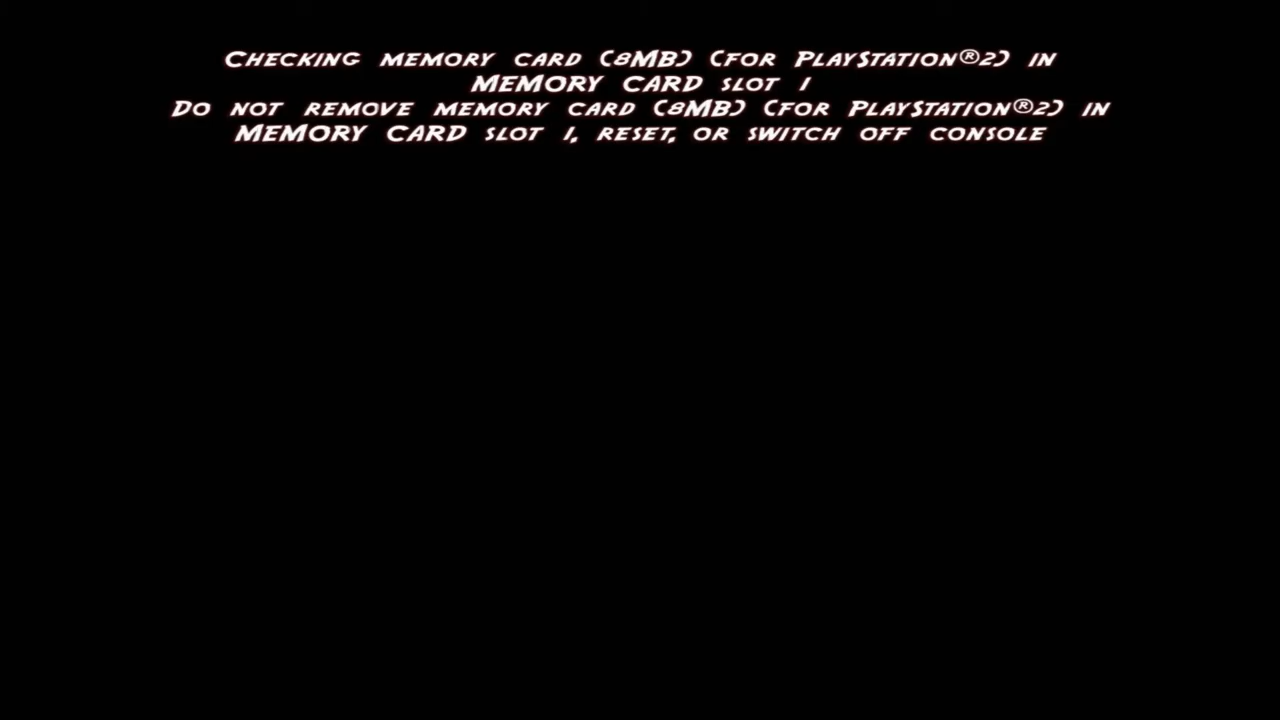 Checking memory card (8MB) (for PlayStation®2) in
MEMORY CARD slot 1
Do not remove memory card (8MB) (for PlayStation®2) in
MEMORY CARD slot 1, reset, or switch off console